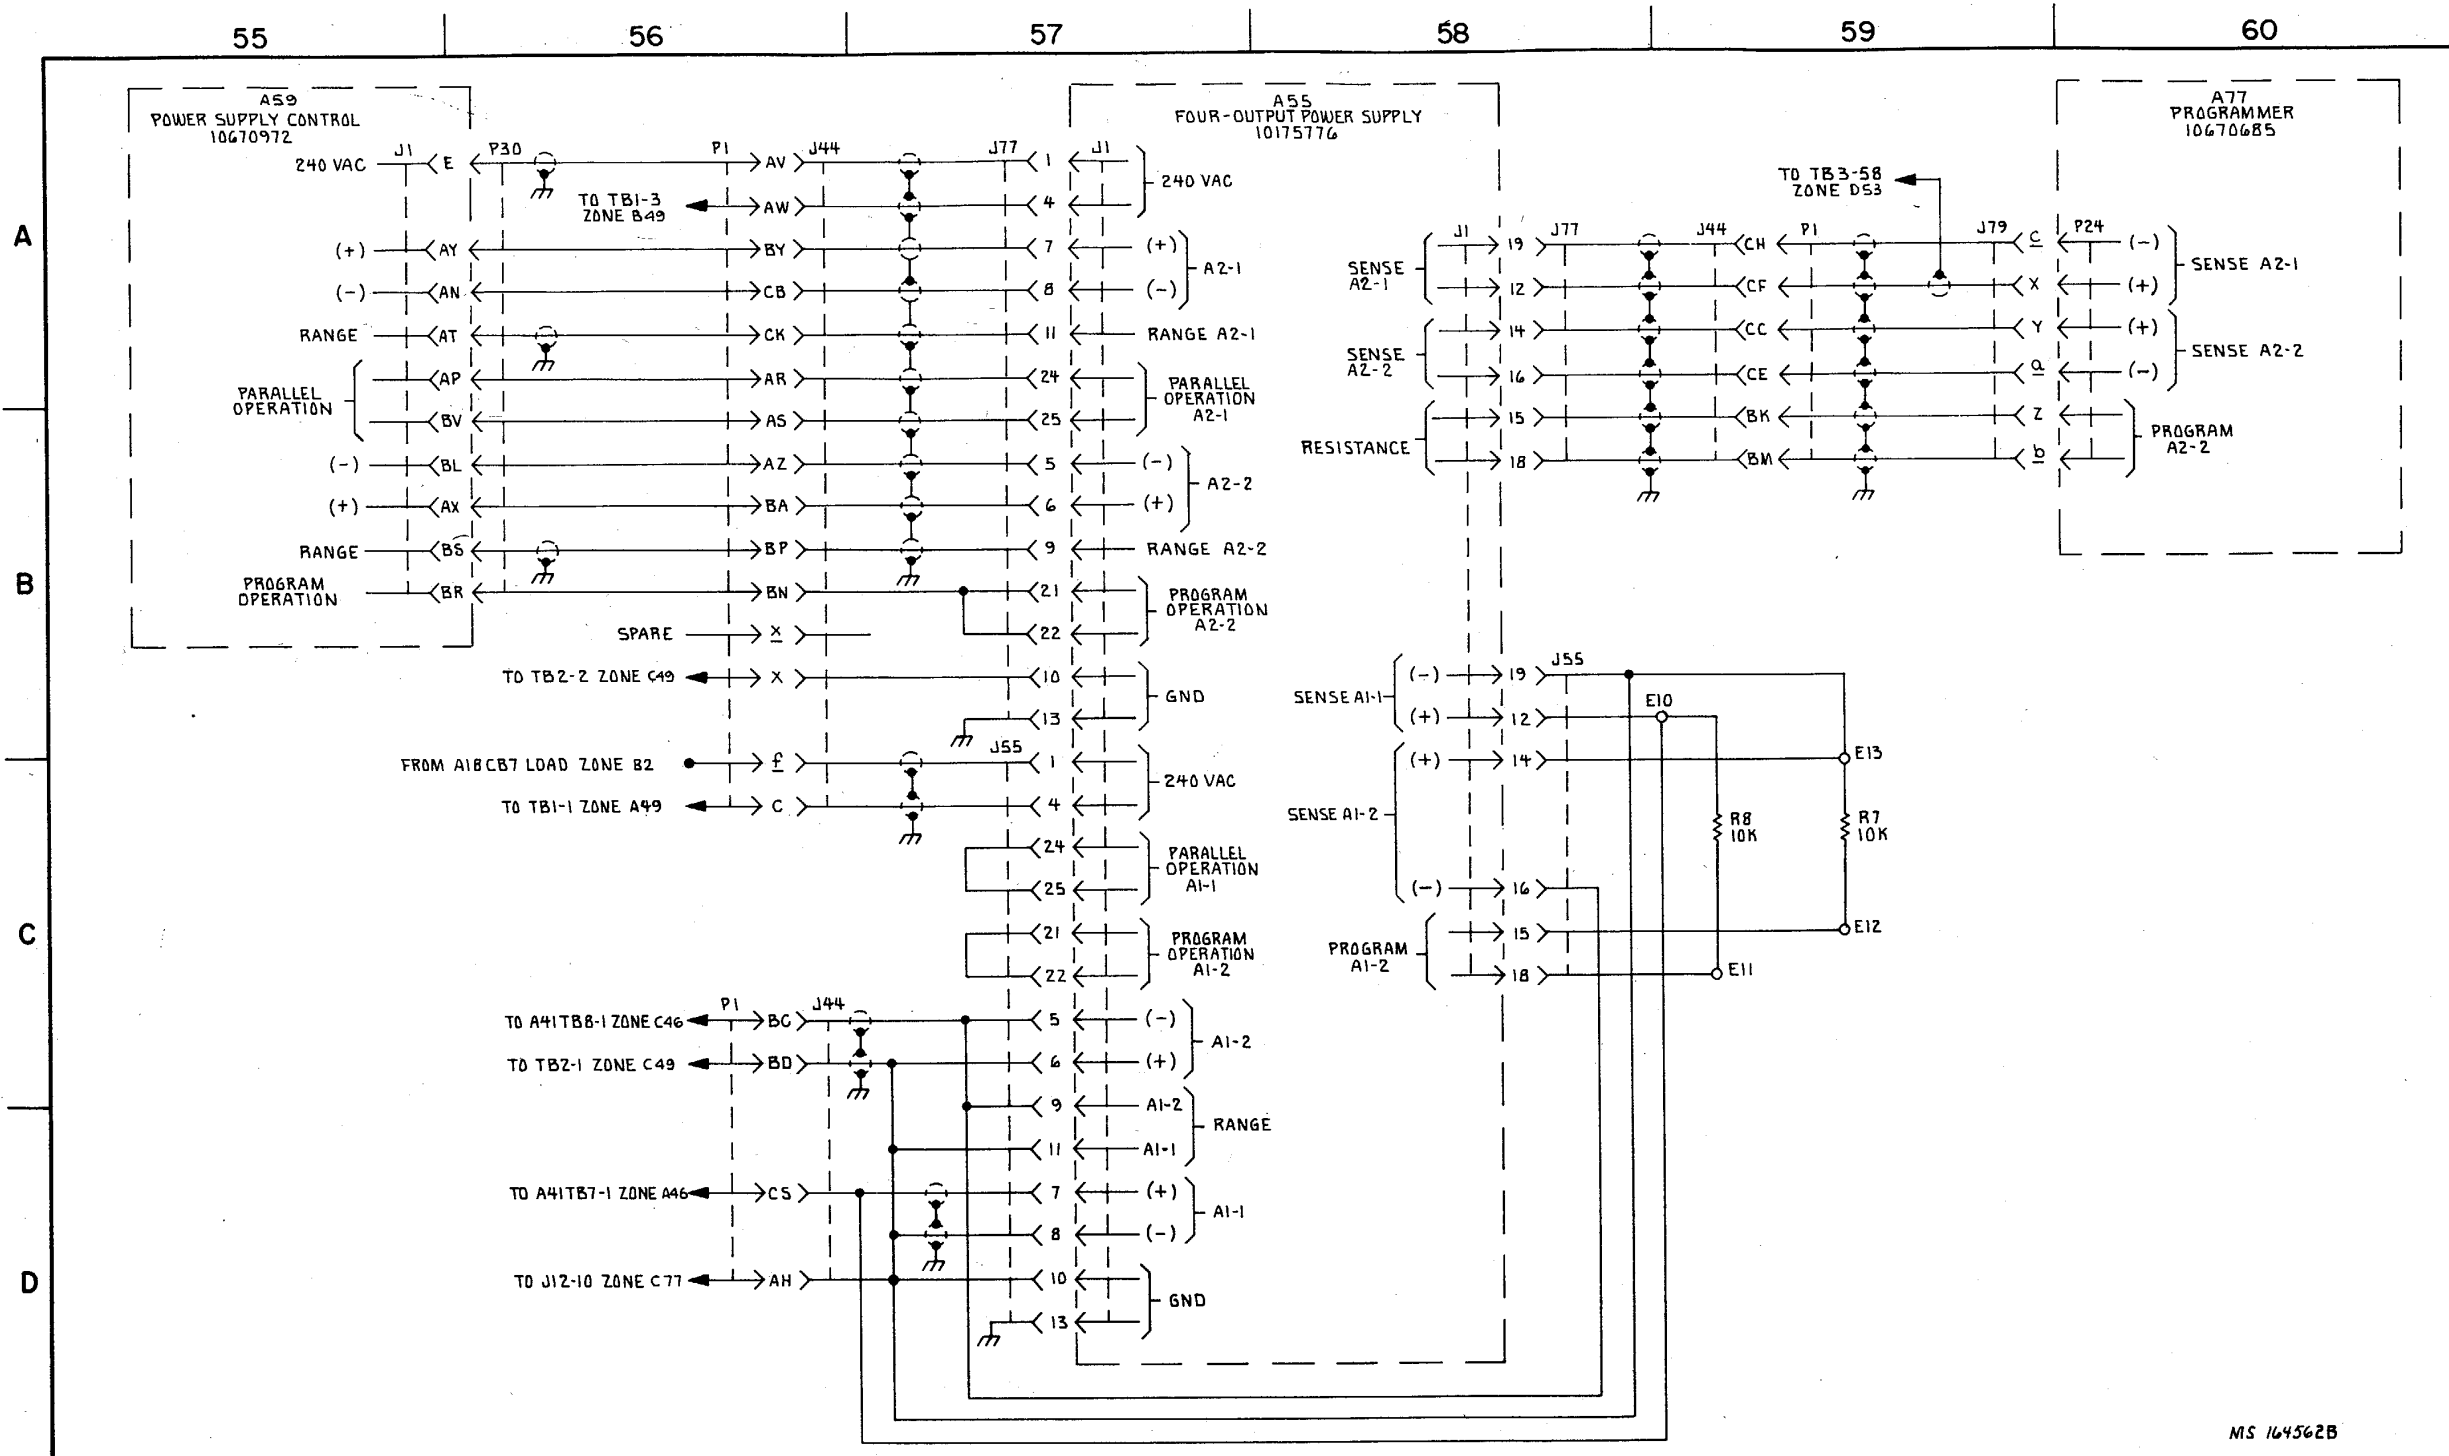 55 56 57 58 59 60
A
B
C
D
A59
POWER SUPPLY CONTROL
10670972
J1 P30 P1 J44 J77 J1
240 VAC E AV 1
TO TB1-3
ZONE B49
AW 4
240 VAC
(+) AY BY 7 (+)
(-) AN CB 8 (-)
A2-1
RANGE AT CK 11 RANGE A2-1
PARALLEL
OPERATION
AP AR 24
BV AS 25
PARALLEL
OPERATION
A2-1
(-) BL AZ 5 (-)
(+) AX BA 6 (+)
A2-2
RANGE BS BP 9 RANGE A2-2
PROGRAM
OPERATION
BR BN 21
22
PROGRAM
OPERATION
A2-2
SPARE x
TO TB2-2 ZONE C49 X 10
13
GND
J55
FROM A18CB7 LOAD ZONE B2 f 1
TO TB1-1 ZONE A49 C 4
240 VAC
24
25
PARALLEL
OPERATION
A1-1
21
22
PROGRAM
OPERATION
A1-2
P1 J44
TO A41TB8-1 ZONE C46 BC 5 (-)
TO TB2-1 ZONE C49 BD 6 (+)
A1-2
9 A1-2
11 A1-1
RANGE
TO A41TB7-1 ZONE A46 CS 7 (+)
8 (-)
A1-1
TO J12-10 ZONE C77 AH 10
13
GND
A55
FOUR-OUTPUT POWER SUPPLY
10175776
A77
PROGRAMMER
10670685
TO TB3-58
ZONE D53
J1 J77 J44 P1 J79 P24
SENSE
A2-1
19 CH c (-)
12 CF X (+)
SENSE A2-1
SENSE
A2-2
14 CC Y (+)
16 CE a (-)
SENSE A2-2
RESISTANCE
15 BK Z
18 BM b
PROGRAM
A2-2
J55
SENSE A1-1
(-) 19
(+) 12
E10
SENSE A1-2
(+) 14 E13
R8
10K
R7
10K
(-) 16
PROGRAM
A1-2
15 E12
18 E11
MS 164562B